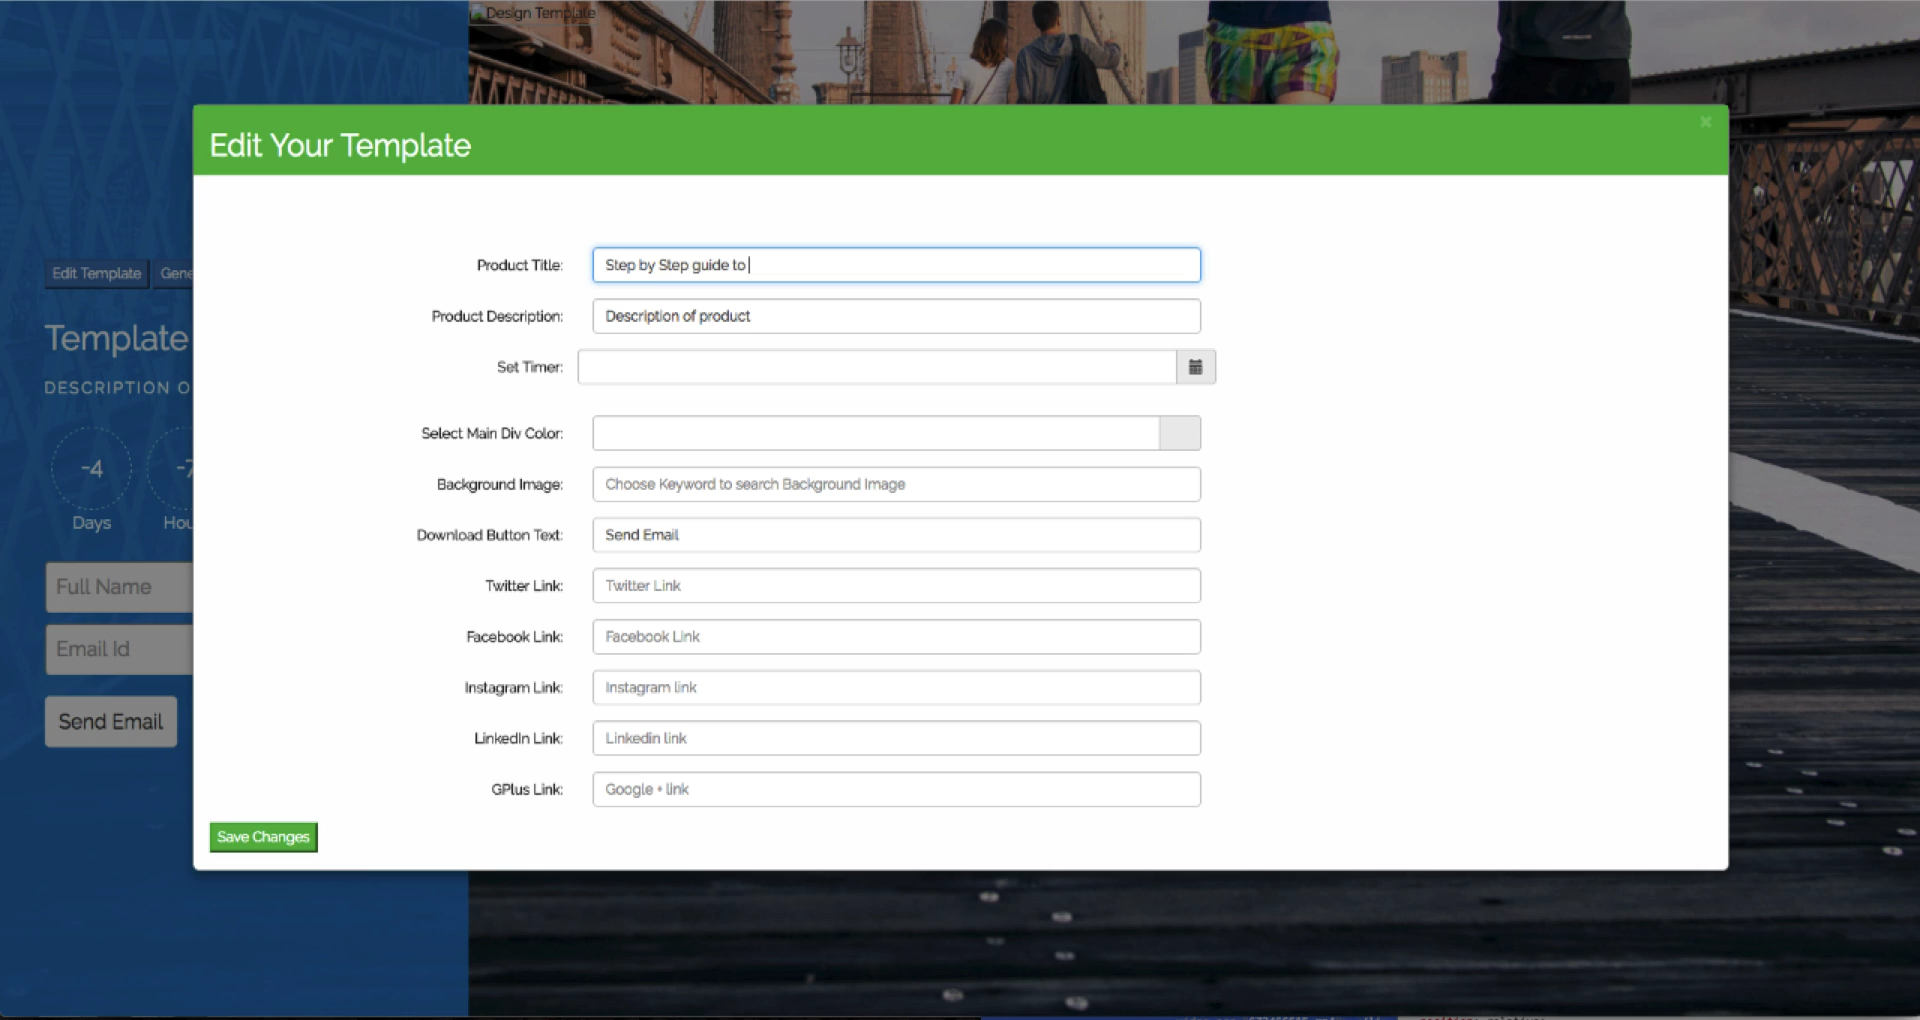 Design Template
Edit Your Template
×
Product Title:
Step by Step guide to
Product Description:
Description of product
Set Timer:
Select Main Div Color:
Background Image:
Choose Keyword to search Background Image
Download Button Text:
Send Email
Twitter Link:
Twitter Link
Facebook Link:
Facebook Link
Instagram Link:
Instagram link
LinkedIn Link:
Linkedin link
GPlus Link:
Google + link
Save Changes
Edit Template
Gene
Template
DESCRIPTION O
-4
-7
Days
Hou
Full Name
Email Id
Send Email